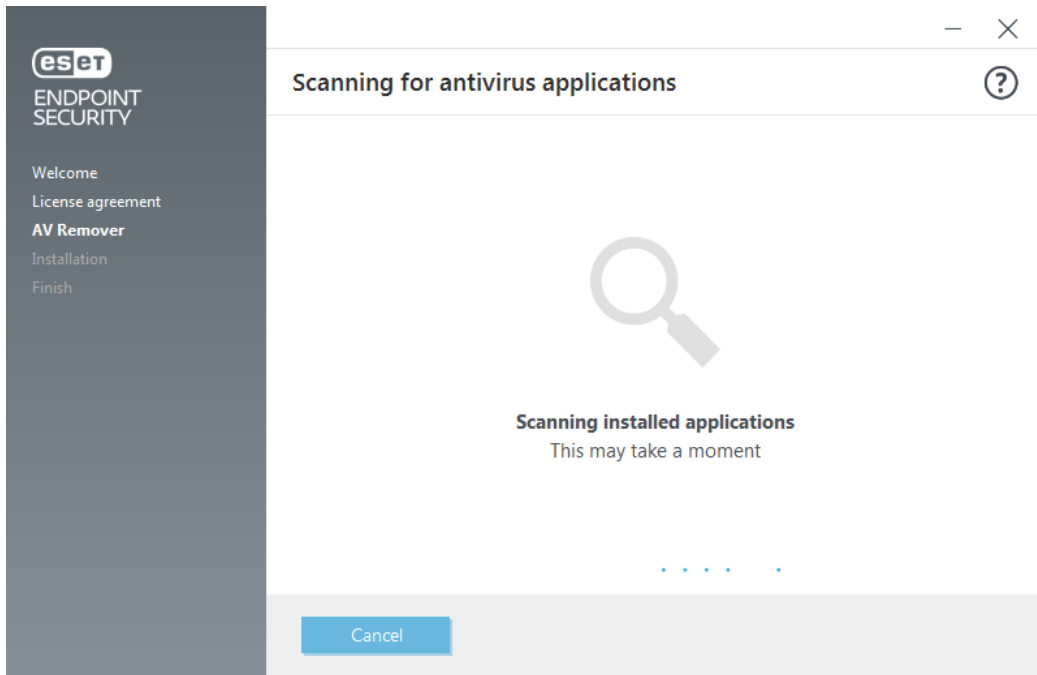 eset
ENDPOINT
SECURITY
Welcome
License agreement
AV Remover
Installation
Finish
Scanning for antivirus applications
?
Scanning installed applications
This may take a moment
Cancel